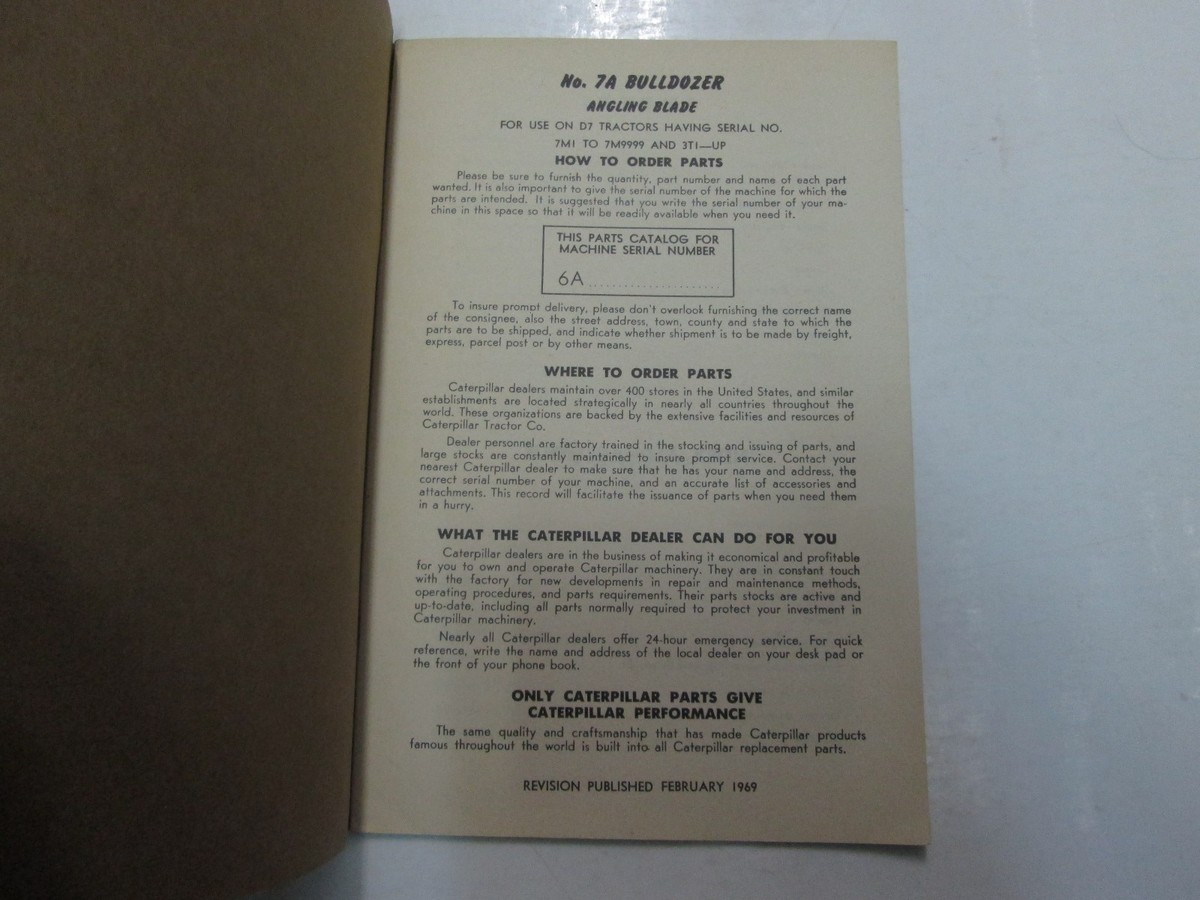 No. 7A BULLDOZER
ANGLING BLADE
FOR USE ON D7 TRACTORS HAVING SERIAL NO.
7M1 TO 7M9999 AND 3T1—UP
HOW TO ORDER PARTS
Please be sure to furnish the quantity, part number and name of each part
wanted. It is also important to give the serial number of the machine for which the
parts are intended. It is suggested that you write the serial number of your ma-
chine in this space so that it will be readily available when you need it.
THIS PARTS CATALOG FOR
MACHINE SERIAL NUMBER
6A......................
To insure prompt delivery, please don't overlook furnishing the correct name
of the consignee, also the street address, town, county and state to which the
parts are to be shipped, and indicate whether shipment is to be made by freight,
express, parcel post or by other means.
WHERE TO ORDER PARTS
Caterpillar dealers maintain over 400 stores in the United States, and similar
establishments are located strategically in nearly all countries throughout the
world. These organizations are backed by the extensive facilities and resources of
Caterpillar Tractor Co.
Dealer personnel are factory trained in the stocking and issuing of parts, and
large stocks are constantly maintained to insure prompt service. Contact your
nearest Caterpillar dealer to make sure that he has your name and address, the
correct serial number of your machine, and an accurate list of accessories and
attachments. This record will facilitate the issuance of parts when you need them
in a hurry.
WHAT THE CATERPILLAR DEALER CAN DO FOR YOU
Caterpillar dealers are in the business of making it economical and profitable
for you to own and operate Caterpillar machinery. They are in constant touch
with the factory for new developments in repair and maintenance methods,
operating procedures, and parts requirements. Their parts stocks are active and
up-to-date, including all parts normally required to protect your investment in
Caterpillar machinery.
Nearly all Caterpillar dealers offer 24-hour emergency service. For quick
reference, write the name and address of the local dealer on your desk pad or
the front of your phone book.
ONLY CATERPILLAR PARTS GIVE
CATERPILLAR PERFORMANCE
The same quality and craftsmanship that has made Caterpillar products
famous throughout the world is built into all Caterpillar replacement parts.
REVISION PUBLISHED FEBRUARY 1969